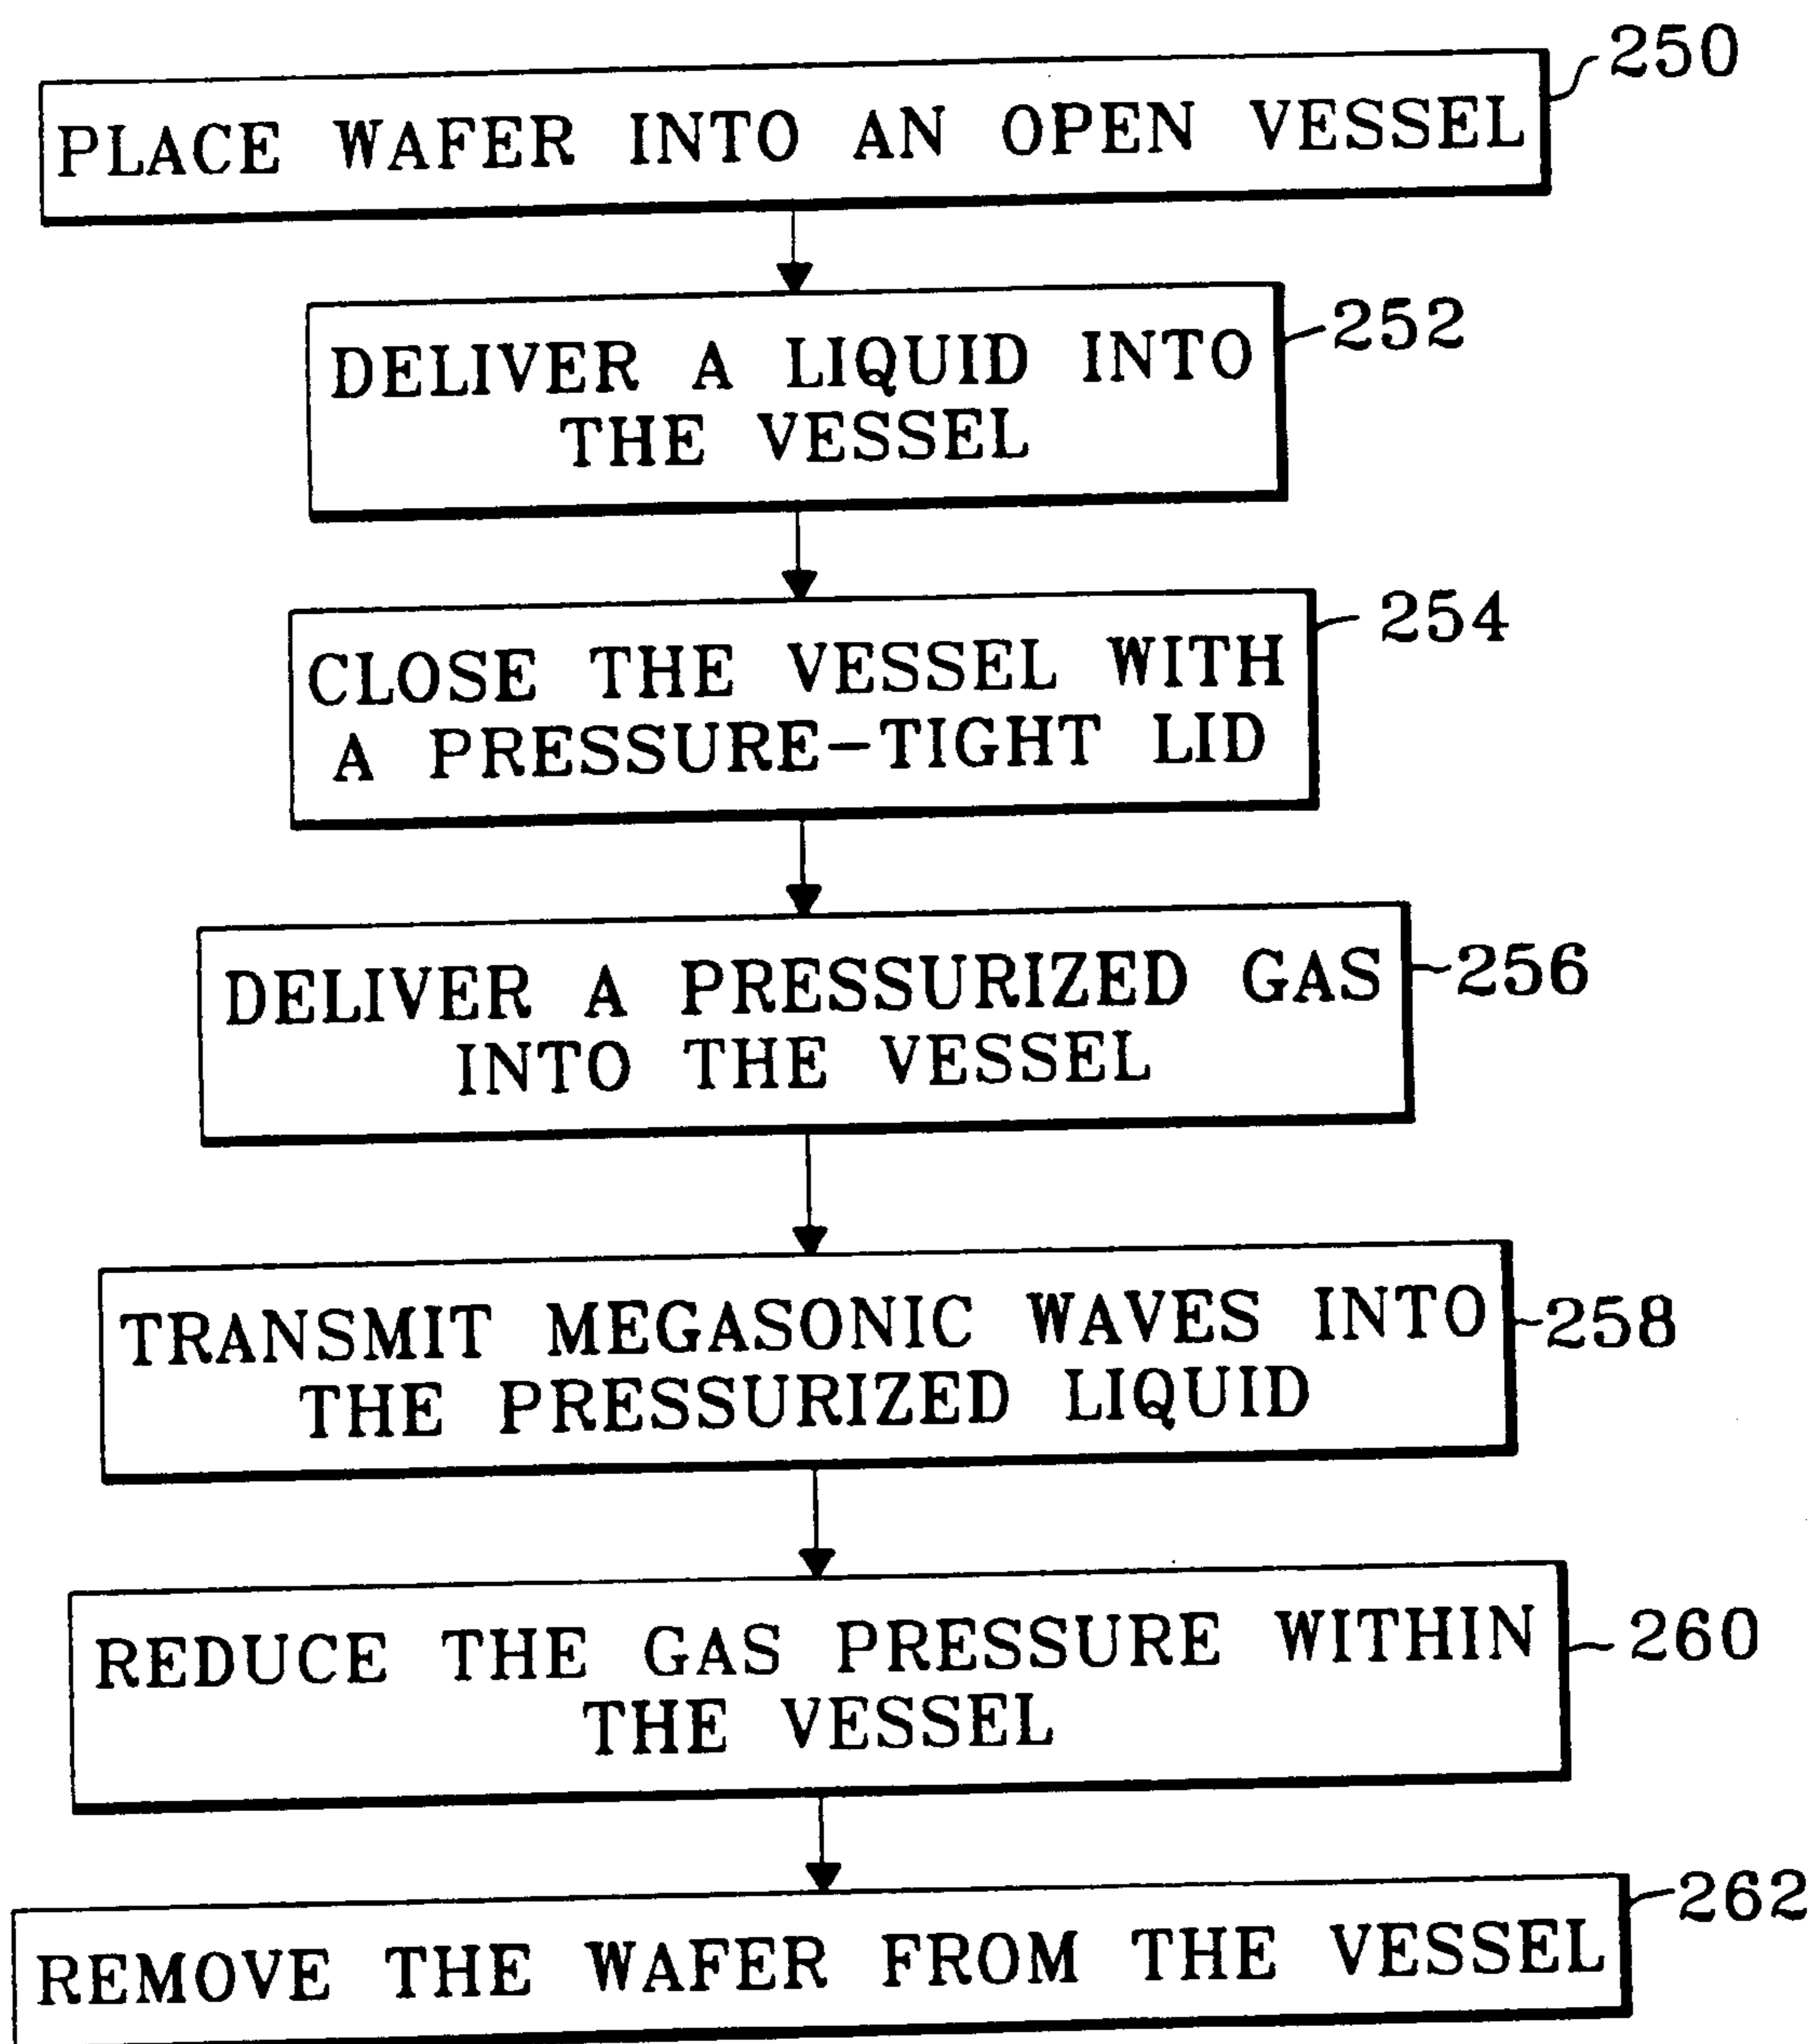 250
PLACE WAFER INTO AN OPEN VESSEL
252
DELIVER A LIQUID INTO
THE VESSEL
254
CLOSE THE VESSEL WITH
A PRESSURE-TIGHT LID
256
DELIVER A PRESSURIZED GAS
INTO THE VESSEL
258
TRANSMIT MEGASONIC WAVES INTO
THE PRESSURIZED LIQUID
260
REDUCE THE GAS PRESSURE WITHIN
THE VESSEL
262
REMOVE THE WAFER FROM THE VESSEL